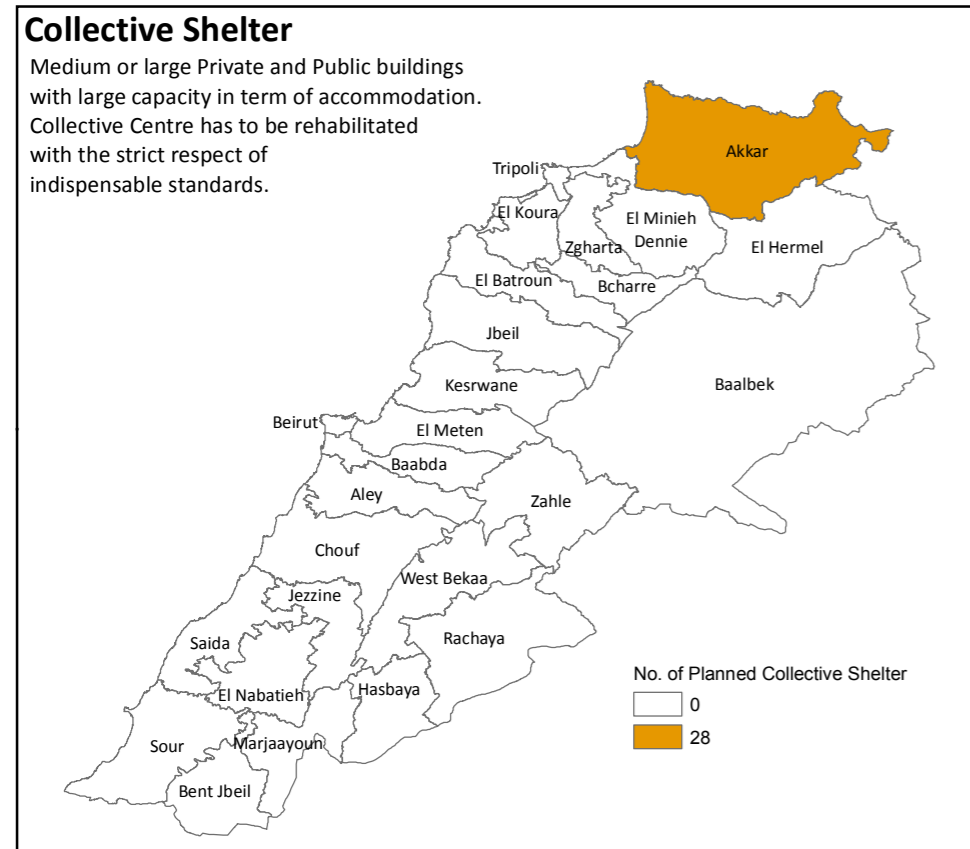 Collective Shelter
Medium or large Private and Public buildings
with large capacity in term of accommodation.
Collective Centre has to be rehabilitated
with the strict respect of
indispensable standards.
Akkar
Tripoli
El Koura
El Minieh
Dennie
Zgharta
El Hermel
El Batroun
Bcharre
Jbeil
Kesrwane
Baalbek
Beirut
El Meten
Baabda
Aley
Zahle
Chouf
West Bekaa
Jezzine
Saida
Rachaya
El Nabatieh
Hasbaya
Sour
Marjaayoun
Bent Jbeil
No. of Planned Collective Shelter
0
28